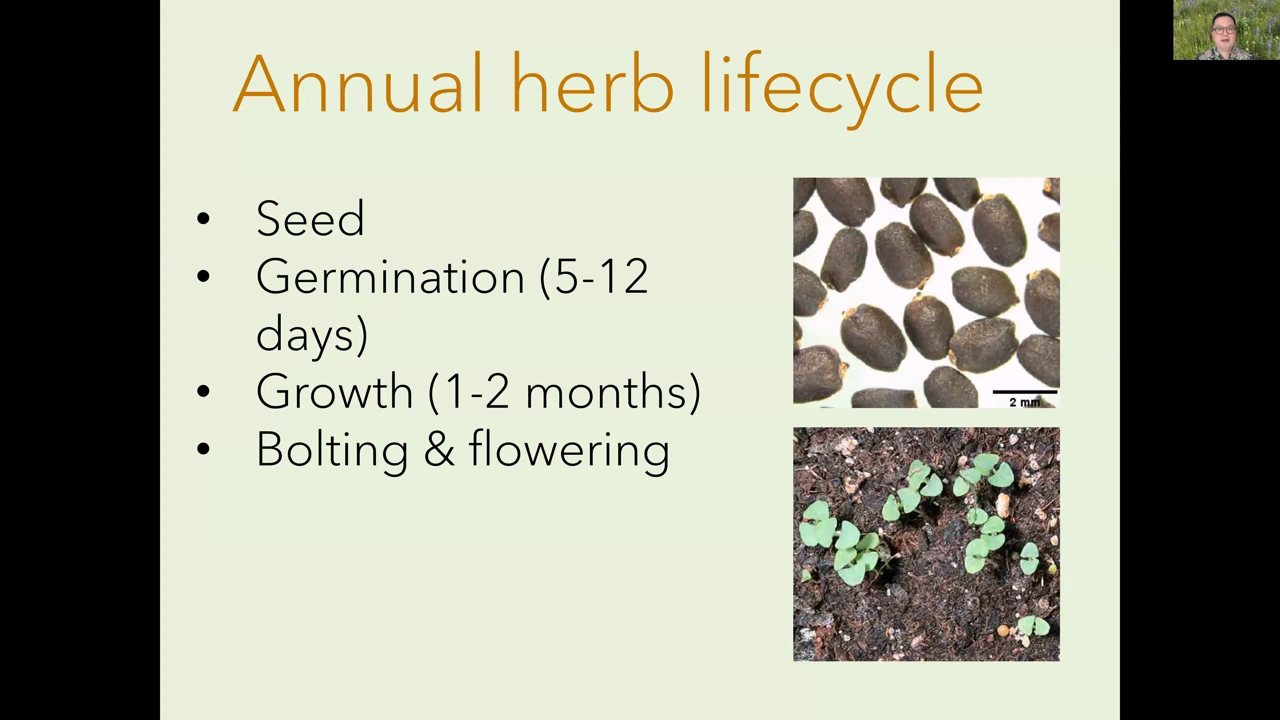 Annual herb lifecycle
• Seed
• Germination (5-12
days)
• Growth (1-2 months)
• Bolting & flowering
2 mm